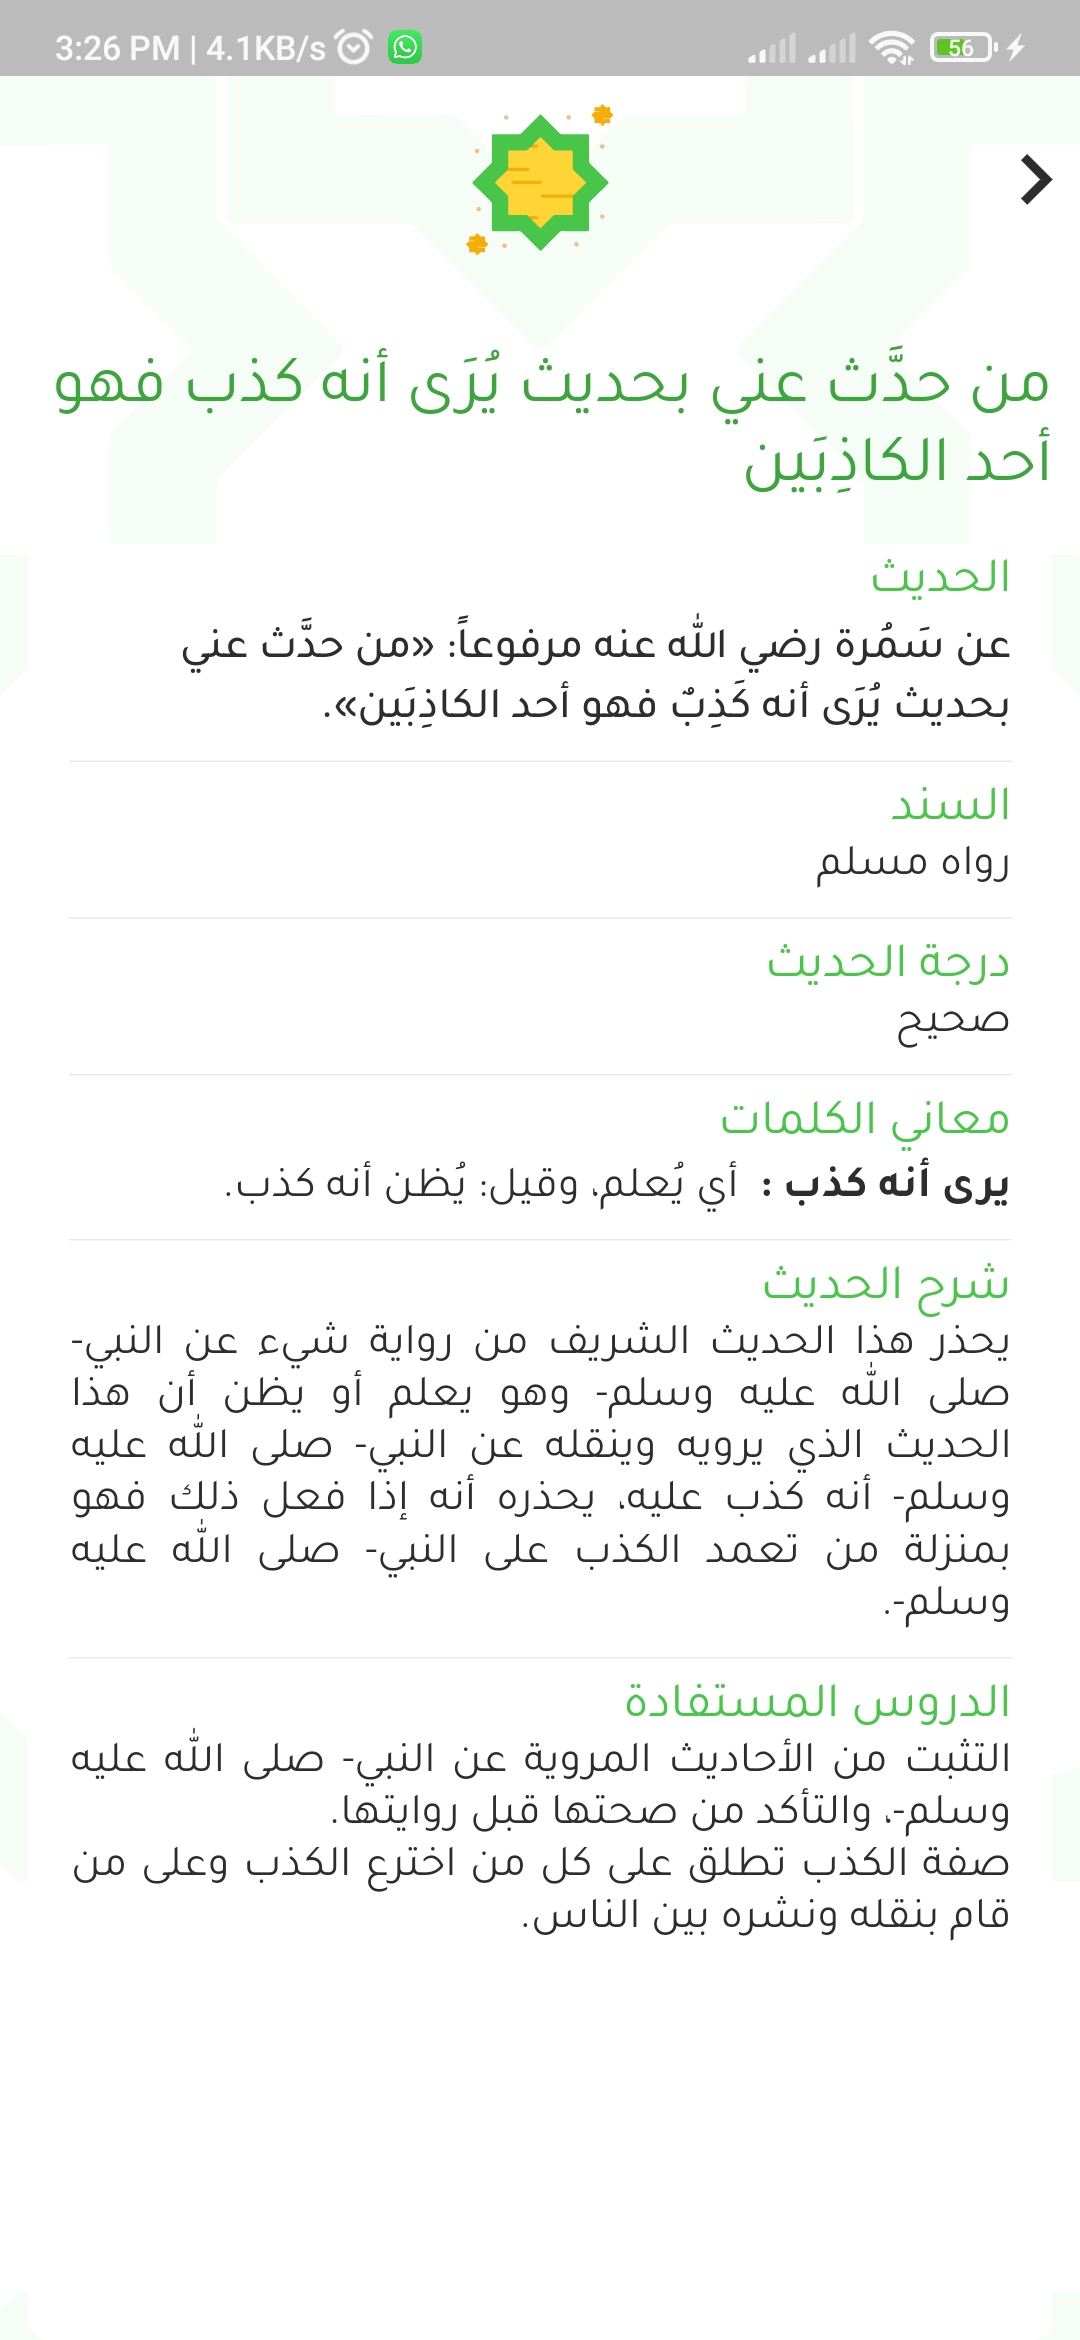 3:26 PM | 4.1KB/s
56
من حدَّث عني بحديث يُرَى أنه كذب فهو
أحد الكاذِبَين
الحديث
عن سَمُرة رضي الله عنه مرفوعاً: «من حدَّث عني
بحديث يُرَى أنه كَذِبٌ فهو أحد الكاذِبَين».
السند
رواه مسلم
درجة الحديث
صحيح
معاني الكلمات
يرى أنه كذب : أي يُعلم، وقيل: يُظن أنه كذب.
شرح الحديث
يحذر هذا الحديث الشريف من رواية شيء عن النبي-
صلى الله عليه وسلم- وهو يعلم أو يظن أن هذا
الحديث الذي يرويه وينقله عن النبي- صلى الله عليه
وسلم- أنه كذب عليه، يحذره أنه إذا فعل ذلك فهو
بمنزلة من تعمد الكذب على النبي- صلى الله عليه
وسلم-.
الدروس المستفادة
التثبت من الأحاديث المروية عن النبي- صلى الله عليه
وسلم-، والتأكد من صحتها قبل روايتها.
صفة الكذب تطلق على كل من اخترع الكذب وعلى من
قام بنقله ونشره بين الناس.